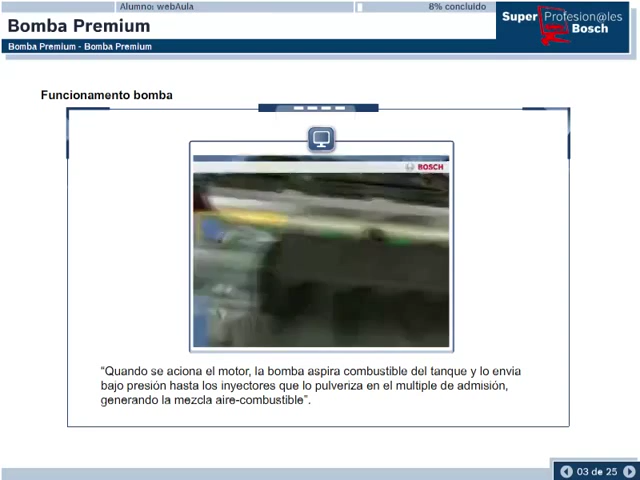 Alumno: webAula
8% concluido
Bomba Premium
Super Profesion@les
Bosch
Bomba Premium - Bomba Premium
Funcionamento bomba
BOSCH
“Quando se aciona el motor, la bomba aspira combustible del tanque y lo envia
bajo presión hasta los inyectores que lo pulveriza en el multiple de admisión,
generando la mezcla aire-combustible”.
03 de 25